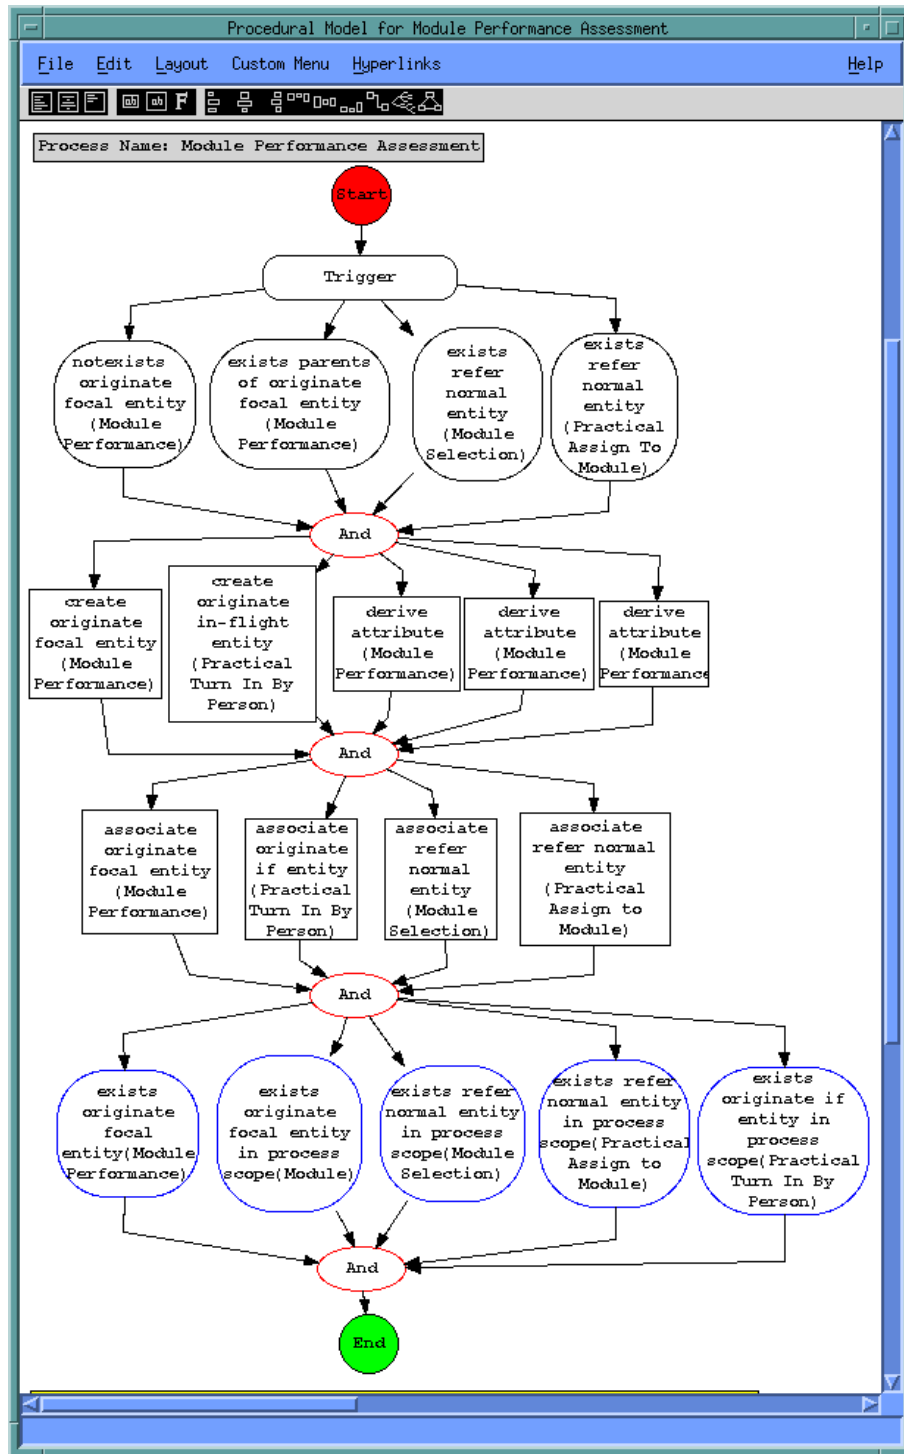 Procedural Model for Module Performance Assessment
File Edit Layout Custom Menu Hyperlinks Help
ab ab F
Process Name: Module Performance Assessment
Start
Trigger
notexists
originate
focal entity
(Module
Performance)
exists parents
of originate
focal entity
(Module
Performance)
exists
refer
normal
entity
(Module
Selection)
exists
refer
normal
entity
(Practical
Assign To
Module)
And
create
originate
focal entity
(Module
Performance)
create
originate
in-flight
entity
(Practical
Turn In By
Person)
derive
attribute
(Module
Performance)
derive
attribute
(Module
Performance)
derive
attribute
(Module
Performance
And
associate
originate
focal entity
(Module
Performance)
associate
originate
if entity
(Practical
Turn In By
Person)
associate
refer
normal
entity
(Module
Selection)
associate
refer normal
entity
(Practical
Assign to
Module)
And
exists
originate
focal
entity(Module
Performance)
exists
originate
focal entity
in process
scope(Module)
exists refer
normal entity
in process
scope(Module
Selection)
exists refer
normal entity
in process
scope(Practical
Assign to
Module)
exists
originate if
entity in
process
scope(Practical
Turn In By
Person)
And
End